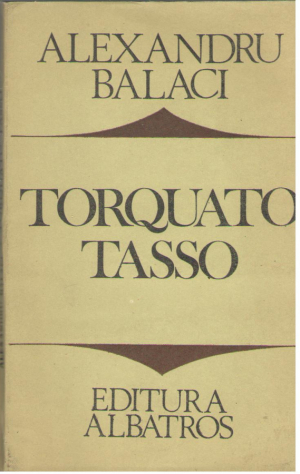 ALEXANDRU
BALACI
TORQUATO
TASSO
EDITURA
ALBATROS